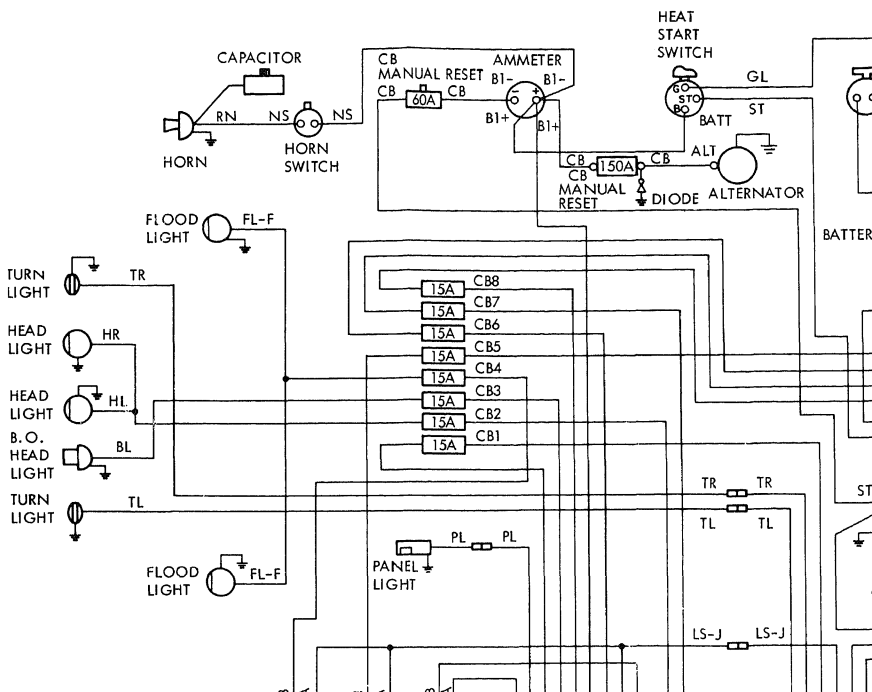 HEAT
START
SWITCH
CAPACITOR
CB
MANUAL RESET
AMMETER
B1-
B1-
GL
G
ST
B
ST
BATT
CB
60A
CB
-
+
B1+
B1+
RN
NS
NS
HORN
HORN
SWITCH
CB
150A
CB
ALT
CB
MANUAL
RESET
DIODE
ALTERNATOR
FLOOD
LIGHT
FL-F
BATTER
TURN
LIGHT
TR
15A
CB8
15A
CB7
HEAD
LIGHT
HR
15A
CB6
15A
CB5
15A
CB4
HEAD
LIGHT
HL
15A
CB3
15A
CB2
B.O.
HEAD
LIGHT
BL
15A
CB1
TR
TR
TURN
LIGHT
TL
ST
TL
TL
PL
PL
PANEL
LIGHT
FLOOD
LIGHT
FL-F
LS-J
LS-J